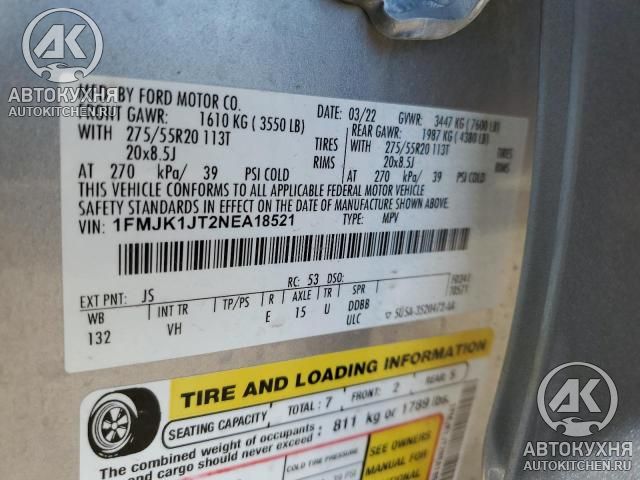 АВТОКУХНЯ
AUTOKITCHEN.RU
BY FORD MOTOR CO.
DATE: 03/22 GVWR: 3447 KG (7600 LB)
GAWR: 1610 KG (3550 LB) REAR GAWR: 1987 KG (4380 LB)
WITH 275/55R20 113T TIRES WITH 275/55R20 113T TIRES
20x8.5J RIMS 20x8.5J RIMS
AT 270 kPa/ 39 PSI COLD AT 270 kPa/ 39 PSI COLD
THIS VEHICLE CONFORMS TO ALL APPLICABLE FEDERAL MOTOR VEHICLE
SAFETY STANDARDS IN EFFECT ON THE DATE OF MANUFACTURE SHOWN ABOVE.
VIN: 1FMJK1JT2NEA18521 TYPE: MPV
EXT PNT: JS RC: 53 DSO:
WB INT TR TP/PS R AXLE TR SPR
132 VH E 15 U DDBB
ULC
TIRE AND LOADING INFORMATION
SEATING CAPACITY TOTAL: 7 FRONT: 2 REAR: 5
The combined weight of occupants
and cargo should never exceed: 811 kg or 1789 lbs.
COLD TIRE
SEE OWNERS
MANUAL FOR
АВТОКУХНЯ
AUTOKITCHEN.RU